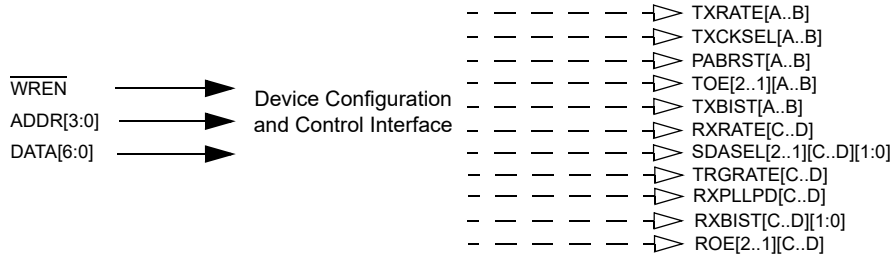 WREN
ADDR[3:0]
DATA[6:0]
Device Configuration
and Control Interface
TXRATE[A..B]
TXCKSEL[A..B]
PABRST[A..B]
TOE[2..1][A..B]
TXBIST[A..B]
RXRATE[C..D]
SDASEL[2..1][C..D][1:0]
TRGRATE[C..D]
RXPLLPD[C..D]
RXBIST[C..D][1:0]
ROE[2..1][C..D]